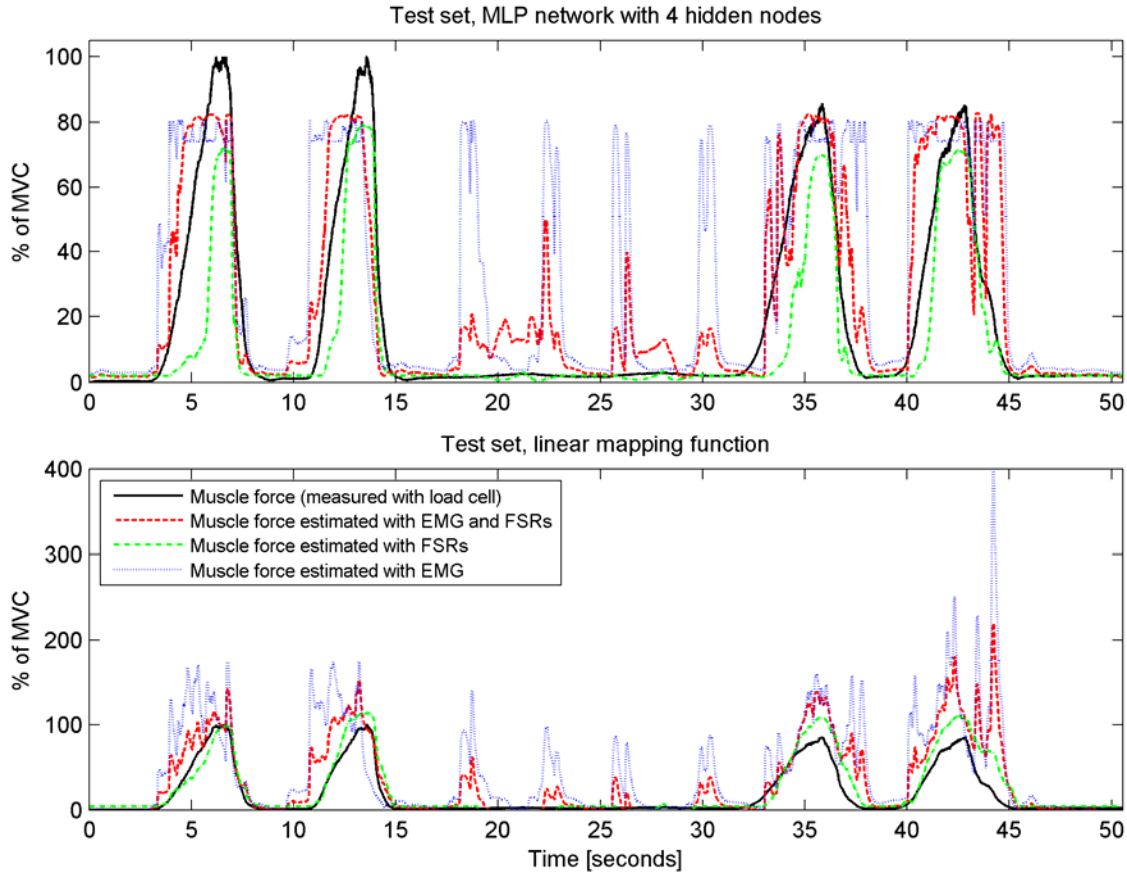 Test set, MLP network with 4 hidden nodes
% of MVC
100
80
60
40
20
0
0 5 10 15 20 25 30 35 40 45 50
Test set, linear mapping function
% of MVC
400
300
200
100
0
Muscle force (measured with load cell)
Muscle force estimated with EMG and FSRs
Muscle force estimated with FSRs
Muscle force estimated with EMG
0 5 10 15 20 25 30 35 40 45 50
Time [seconds]